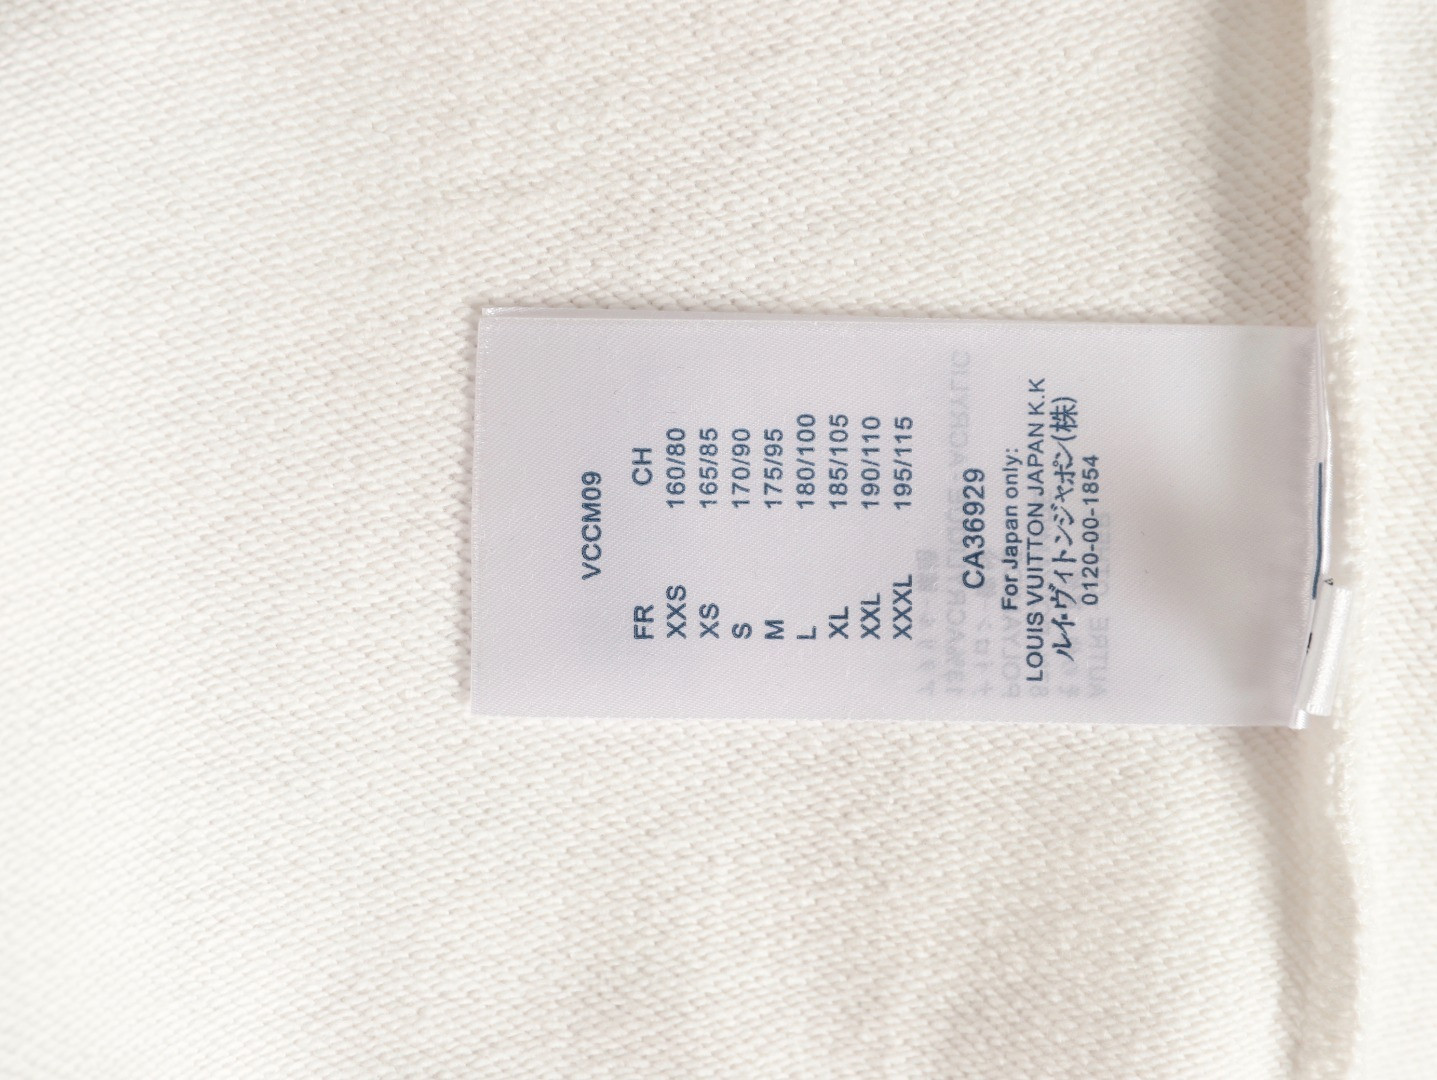 VCCM09
FR CH
XXS 160/80
XS 165/85
S 170/90
M 175/95
L 180/100
XL 185/105
XXL 190/110
XXXL 195/115
CA36929
For Japan only:
LOUIS VUITTON JAPAN K.K
ルイ・ヴィトンジャポン(株)
0120-00-1854